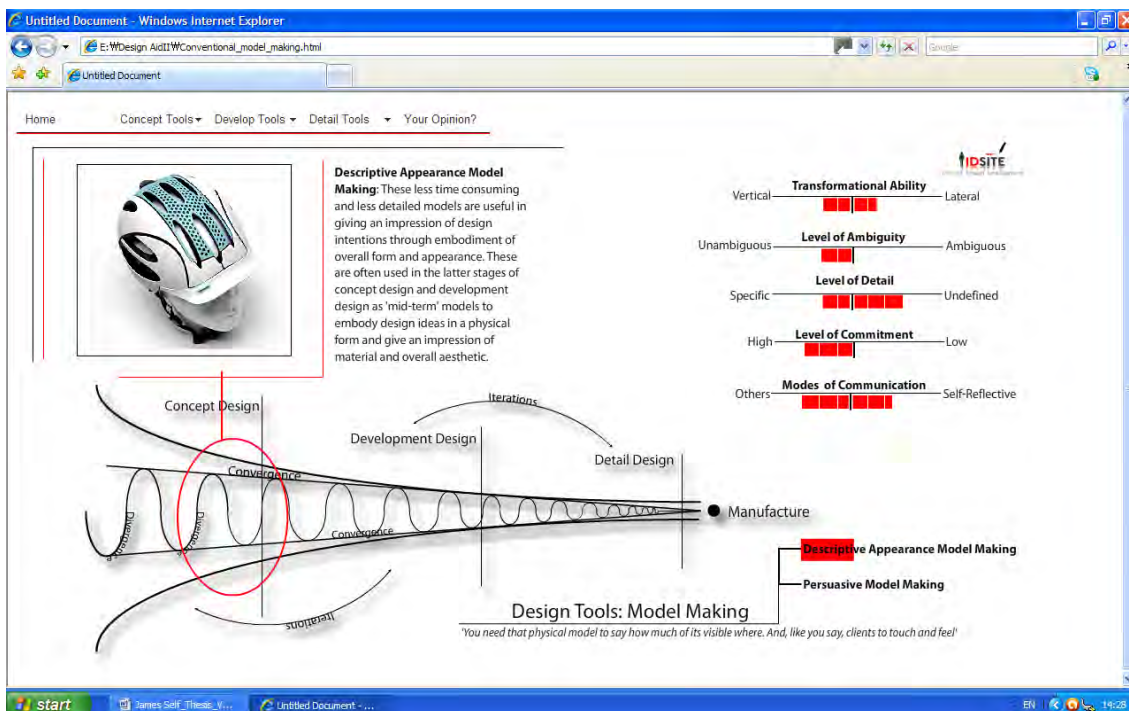 Untitled Document - Windows Internet Explorer
E:₩Design AidII₩Conventional_model_making.html
Google
Untitled Document
Home Concept Tools Develop Tools Detail Tools Your Opinion?
Descriptive Appearance Model
Making: These less time consuming
and less detailed models are useful in
giving an impression of design
intentions through embodiment of
overall form and appearance. These
are often used in the latter stages of
concept design and development
design as 'mid-term' models to
embody design ideas in a physical
form and give an impression of
material and overall aesthetic.
IDSITE
Transformational Ability
Vertical Lateral
Level of Ambiguity
Unambiguous Ambiguous
Level of Detail
Specific Undefined
Level of Commitment
High Low
Modes of Communication
Others Self-Reflective
Concept Design
Iterations
Development Design
Detail Design
Convergence
Divergence
Divergence
Convergence
Manufacture
Iterations
Descriptive Appearance Model Making
Persuasive Model Making
Design Tools: Model Making
'You need that physical model to say how much of its visible where. And, like you say, clients to touch and feel'
start James Self_Thesis_V... Untitled Document - ... EN 14:28